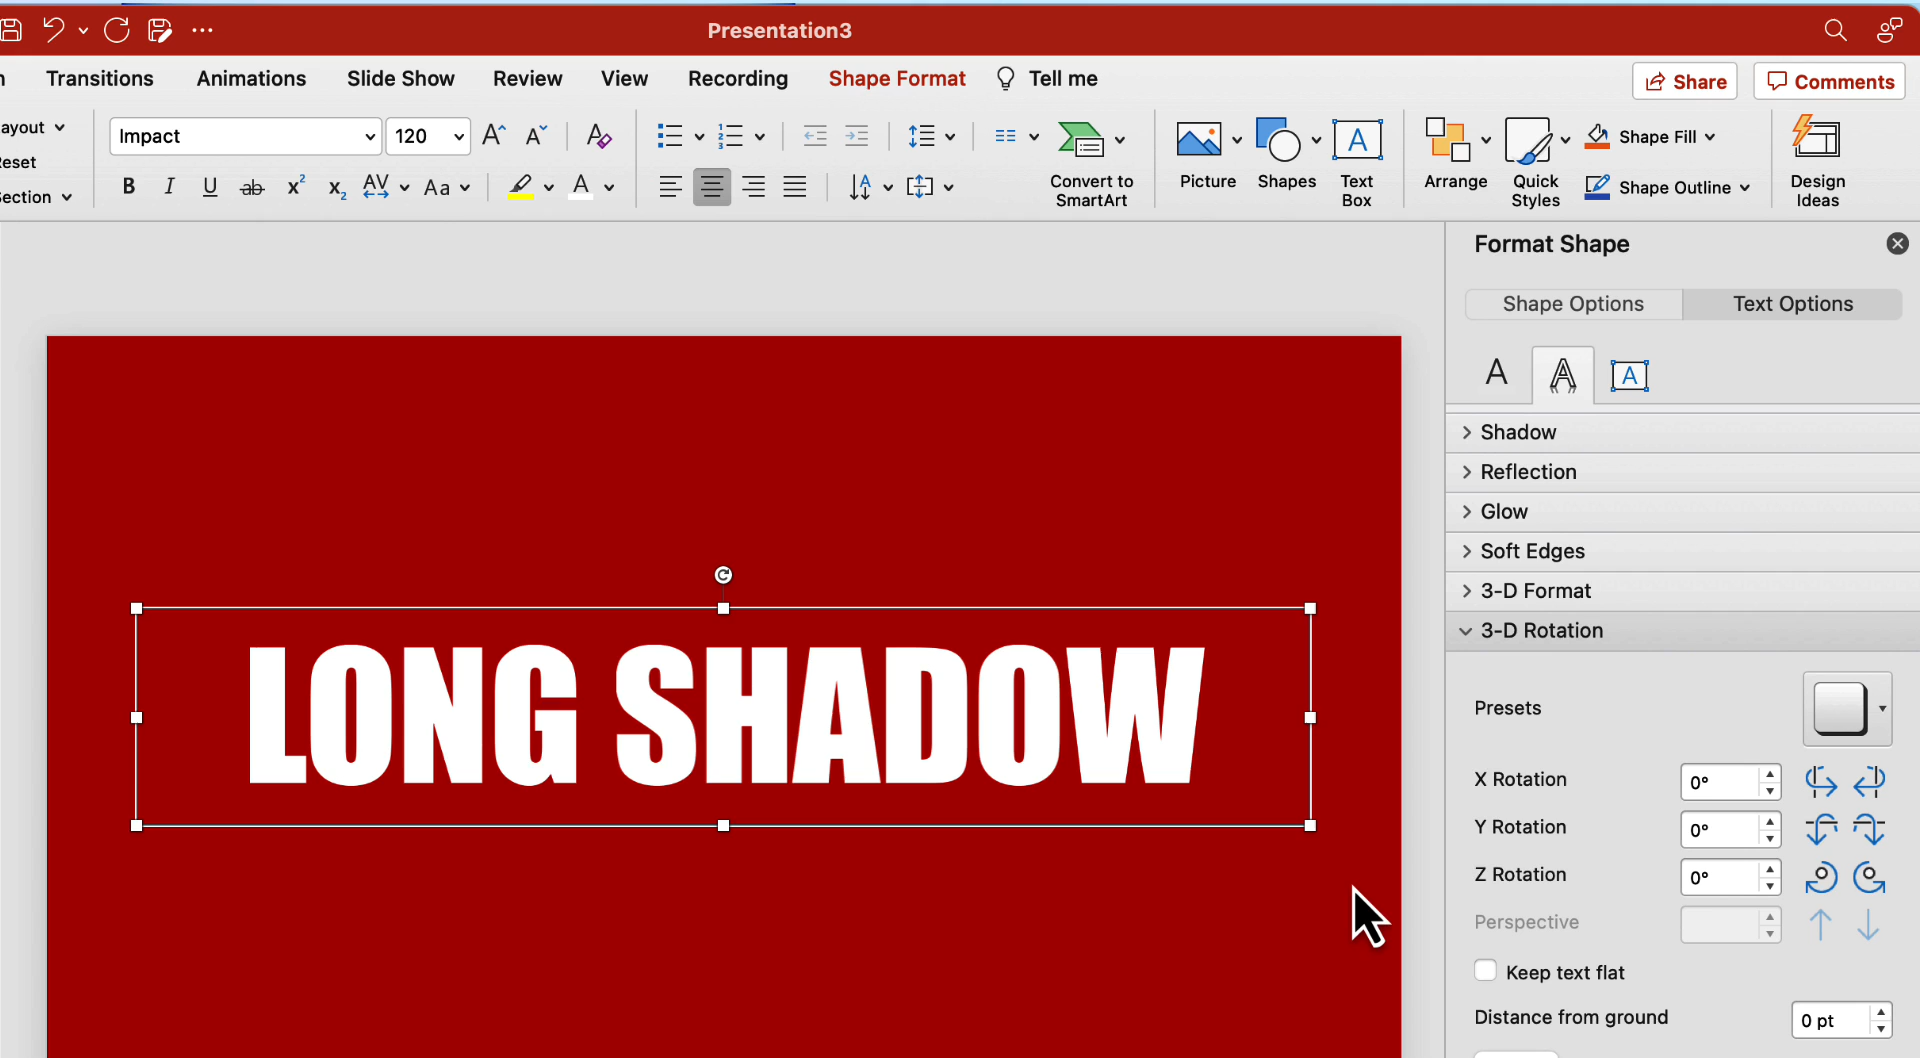 Presentation3
Transitions
Animations
Slide Show
Review
View
Recording
Shape Format
Tell me
Share
Comments
ayout
eset
ection
Impact
120
Convert to
SmartArt
Picture
Shapes
Text
Box
Arrange
Quick
Styles
Shape Fill
Shape Outline
Design
Ideas
Format Shape
Shape Options
Text Options
Shadow
Reflection
Glow
Soft Edges
3-D Format
3-D Rotation
Presets
X Rotation 0°
Y Rotation 0°
Z Rotation 0°
Perspective
Keep text flat
Distance from ground 0 pt
LONG SHADOW